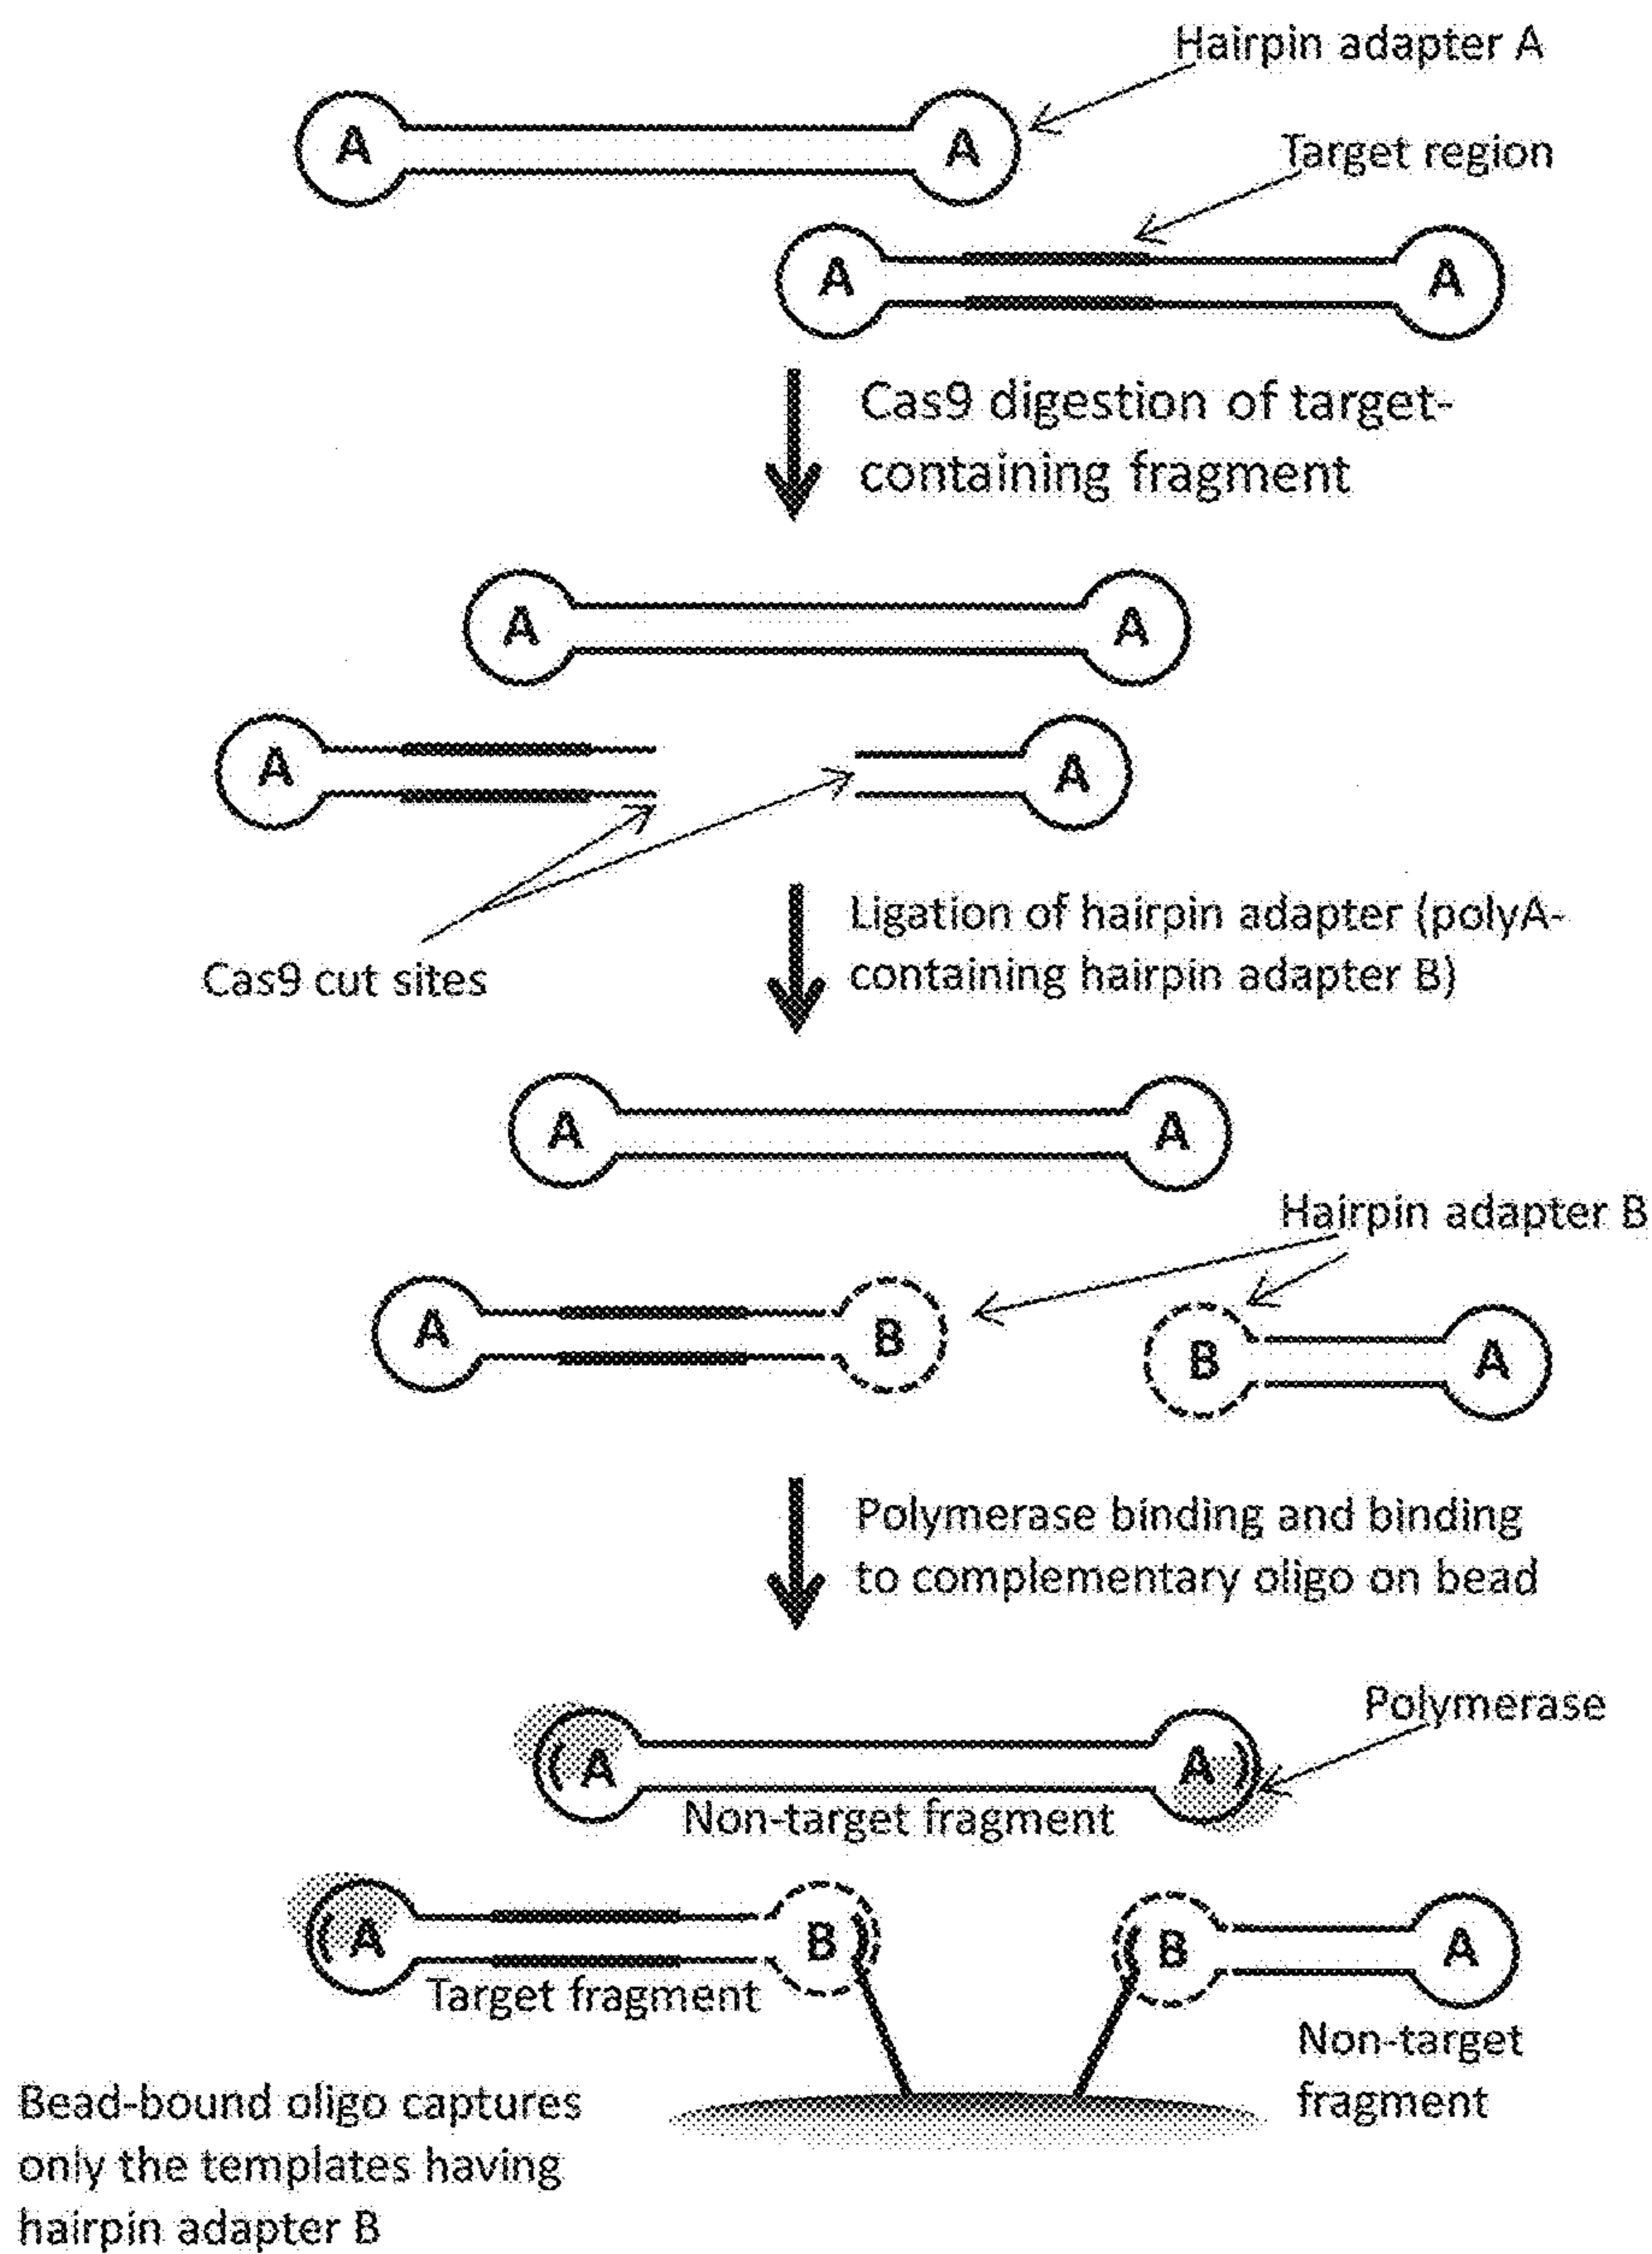 Hairpin adapter A
A A
Target region
A A
Cas9 digestion of target-
containing fragment
A A
A A
Cas9 cut sites
Ligation of hairpin adapter (polyA-
containing hairpin adapter B)
A A
Hairpin adapter B
A B B A
Polymerase binding and binding
to complementary oligo on bead
Polymerase
A A
Non-target fragment
A B B A
Target fragment
Non-target
fragment
Bead-bound oligo captures
only the templates having
hairpin adapter B